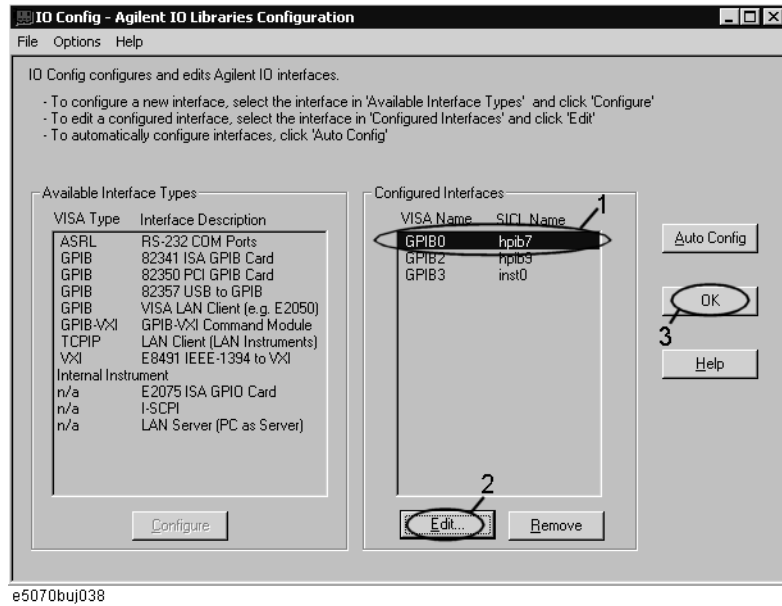 IO Config - Agilent IO Libraries Configuration
File Options Help
IO Config configures and edits Agilent IO interfaces.
- To configure a new interface, select the interface in 'Available Interface Types' and click 'Configure'
- To edit a configured interface, select the interface in 'Configured Interfaces' and click 'Edit'
- To automatically configure interfaces, click 'Auto Config'
Available Interface Types
VISA Type Interface Description
ASRL RS-232 COM Ports
GPIB 82341 ISA GPIB Card
GPIB 82350 PCI GPIB Card
GPIB 82357 USB to GPIB
GPIB VISA LAN Client (e.g. E2050)
GPIB-VXI GPIB-VXI Command Module
TCPIP LAN Client (LAN Instruments)
VXI E8491 IEEE-1394 to VXI
Internal Instrument
n/a E2075 ISA GPIO Card
n/a I-SCPI
n/a LAN Server (PC as Server)
Configure
Configured Interfaces
1
VISA Name SICL Name
GPIB0 hpib7
GPIB2 hpib9
GPIB3 inst0
2
Edit... Remove
Auto Config
OK
3
Help
e5070buj038